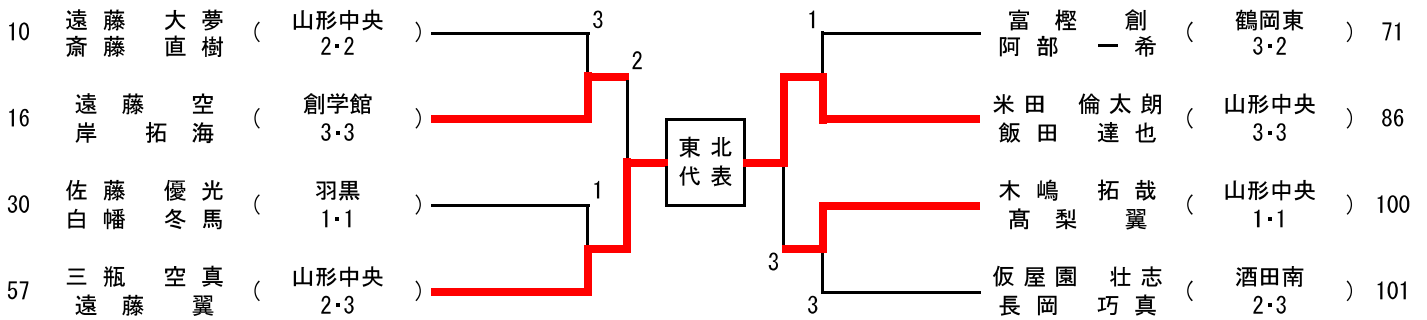 10 遠藤 大夢 ( 山形中央 ) 3
斎藤 直樹 2・2
2
16 遠藤 空 ( 創学館 )
岸 拓海 3・3
30 佐藤 優光 ( 羽黒 ) 1
白幡 冬馬 1・1
57 三瓶 空真 ( 山形中央 )
遠藤 翼 2・3
東北
代表
1 富樫 創 ( 鶴岡東 ) 71
阿部 一希 3・2
米田 倫太朗 ( 山形中央 ) 86
飯田 達也 3・3
木嶋 拓哉 ( 山形中央 ) 100
髙梨 翼 1・1
3
3 仮屋園 壮志 ( 酒田南 ) 101
長岡 巧真 2・3